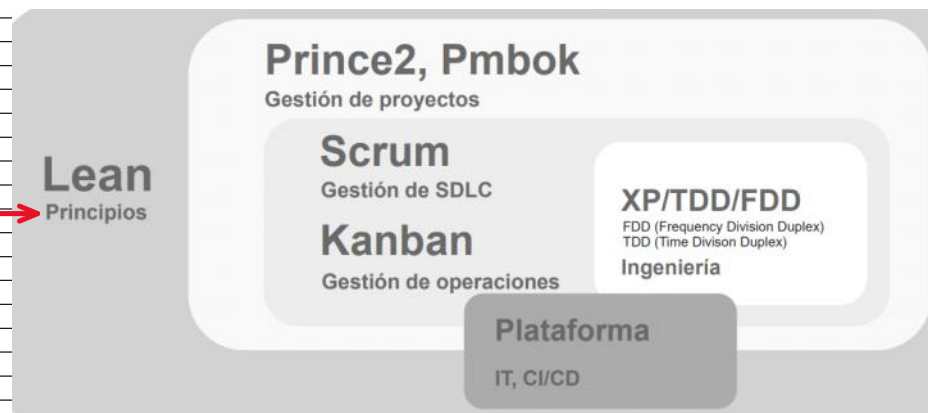 Prince2, Pmbok
Gestión de proyectos
Lean
Principios
Scrum
Gestión de SDLC
Kanban
Gestión de operaciones
XP/TDD/FDD
FDD (Frequency Division Duplex)
TDD (Time Divison Duplex)
Ingeniería
Plataforma
IT, CI/CD